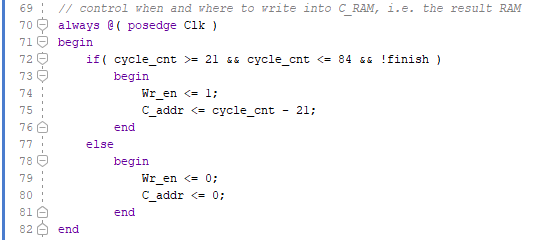 69 // control when and where to write into C_RAM, i.e. the result RAM
70 always @( posedge Clk )
71 begin
72 if( cycle_cnt >= 21 && cycle_cnt <= 84 && !finish )
73 begin
74 Wr_en <= 1;
75 C_addr <= cycle_cnt - 21;
76 end
77 else
78 begin
79 Wr_en <= 0;
80 C_addr <= 0;
81 end
82 end